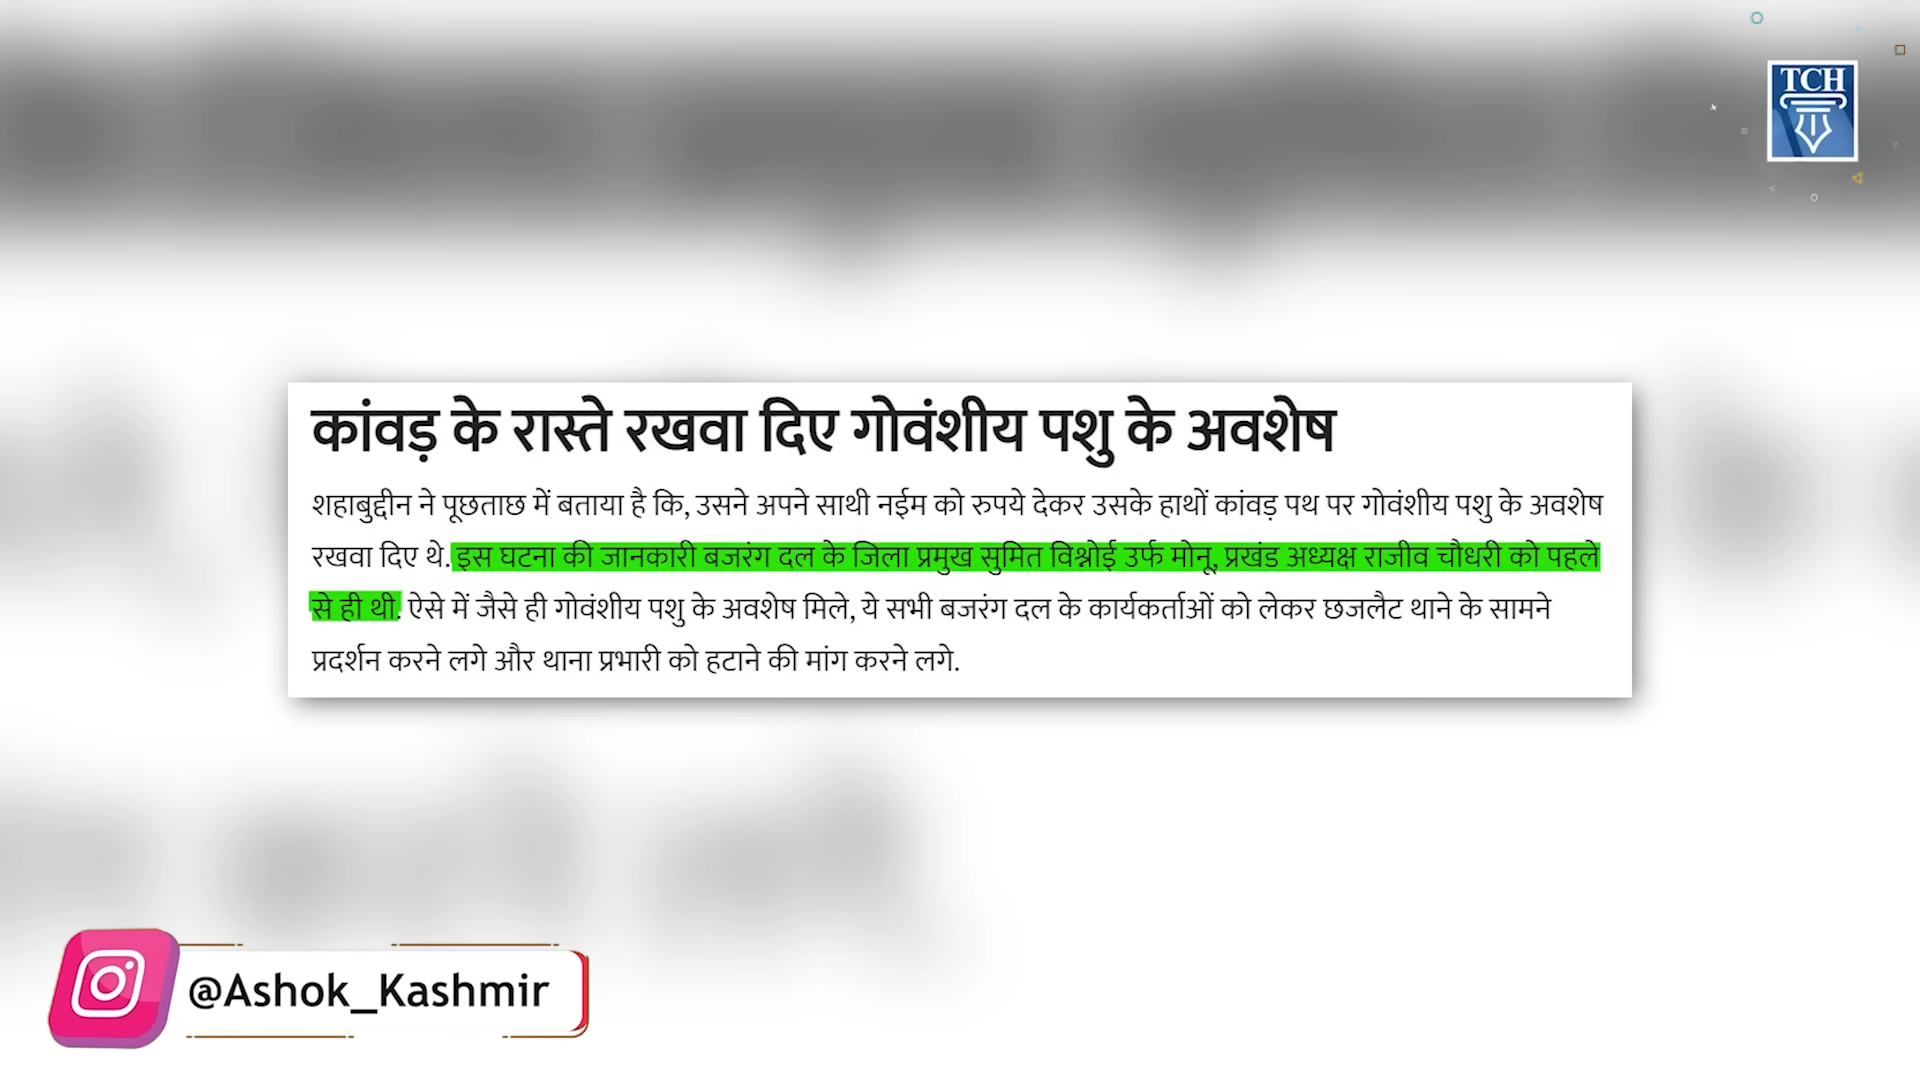 TCH
कांवड़ के रास्ते रखवा दिए गोवंशीय पशु के अवशेष
शहाबुद्दीन ने पूछताछ में बताया है कि, उसने अपने साथी नईम को रुपये देकर उसके हाथों कांवड़ पथ पर गोवंशीय पशु के अवशेष
रखवा दिए थे. इस घटना की जानकारी बजरंग दल के जिला प्रमुख सुमित विश्नोई उर्फ मोनू, प्रखंड अध्यक्ष राजीव चौधरी को पहले
से ही थी. ऐसे में जैसे ही गोवंशीय पशु के अवशेष मिले, ये सभी बजरंग दल के कार्यकर्ताओं को लेकर छजलैट थाने के सामने
प्रदर्शन करने लगे और थाना प्रभारी को हटाने की मांग करने लगे.
@Ashok_Kashmir